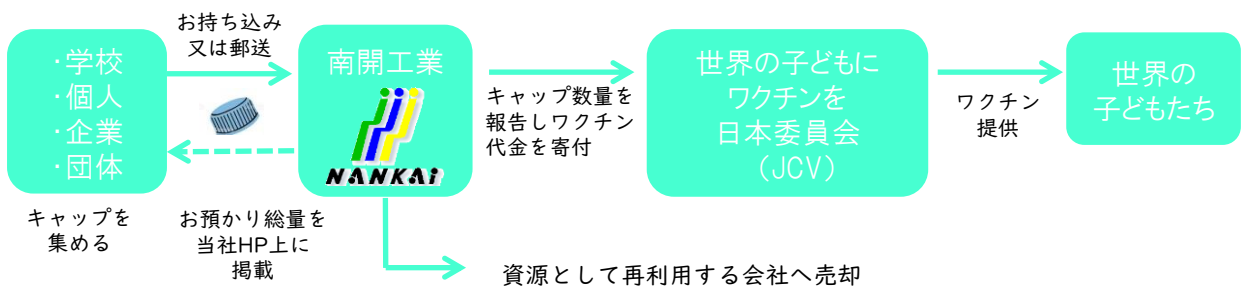 ・学校
・個人
・企業
・団体
キャップを
集める
お持ち込み
又は郵送
お預かり総量を
当社HP上に
掲載
南開工業
NANKAi
キャップ数量を
報告しワクチン
代金を寄付
世界の子どもに
ワクチンを
日本委員会
(JCV)
ワクチン
提供
世界の
子どもたち
資源として再利用する会社へ売却